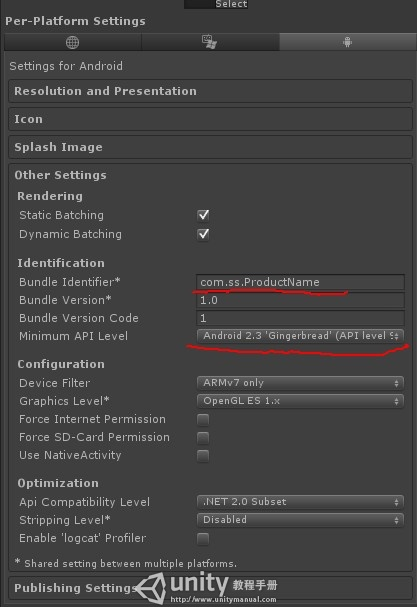 Select
Per-Platform Settings
Settings for Android
Resolution and Presentation
Icon
Splash Image
Other Settings
Rendering
Static Batching
Dynamic Batching
Identification
Bundle Identifier* com.ss.ProductName
Bundle Version* 1.0
Bundle Version Code 1
Minimum API Level Android 2.3 'Gingerbread' (API level 9
Configuration
Device Filter ARMv7 only
Graphics Level* OpenGL ES 1.x
Force Internet Permission
Force SD-Card Permission
Use NativeActivity
Optimization
Api Compatibility Level .NET 2.0 Subset
Stripping Level* Disabled
Enable 'logcat' Profiler
* Shared setting between multiple platforms.
Publishing Settings
unity 教程手册
http://www.unitymanual.com